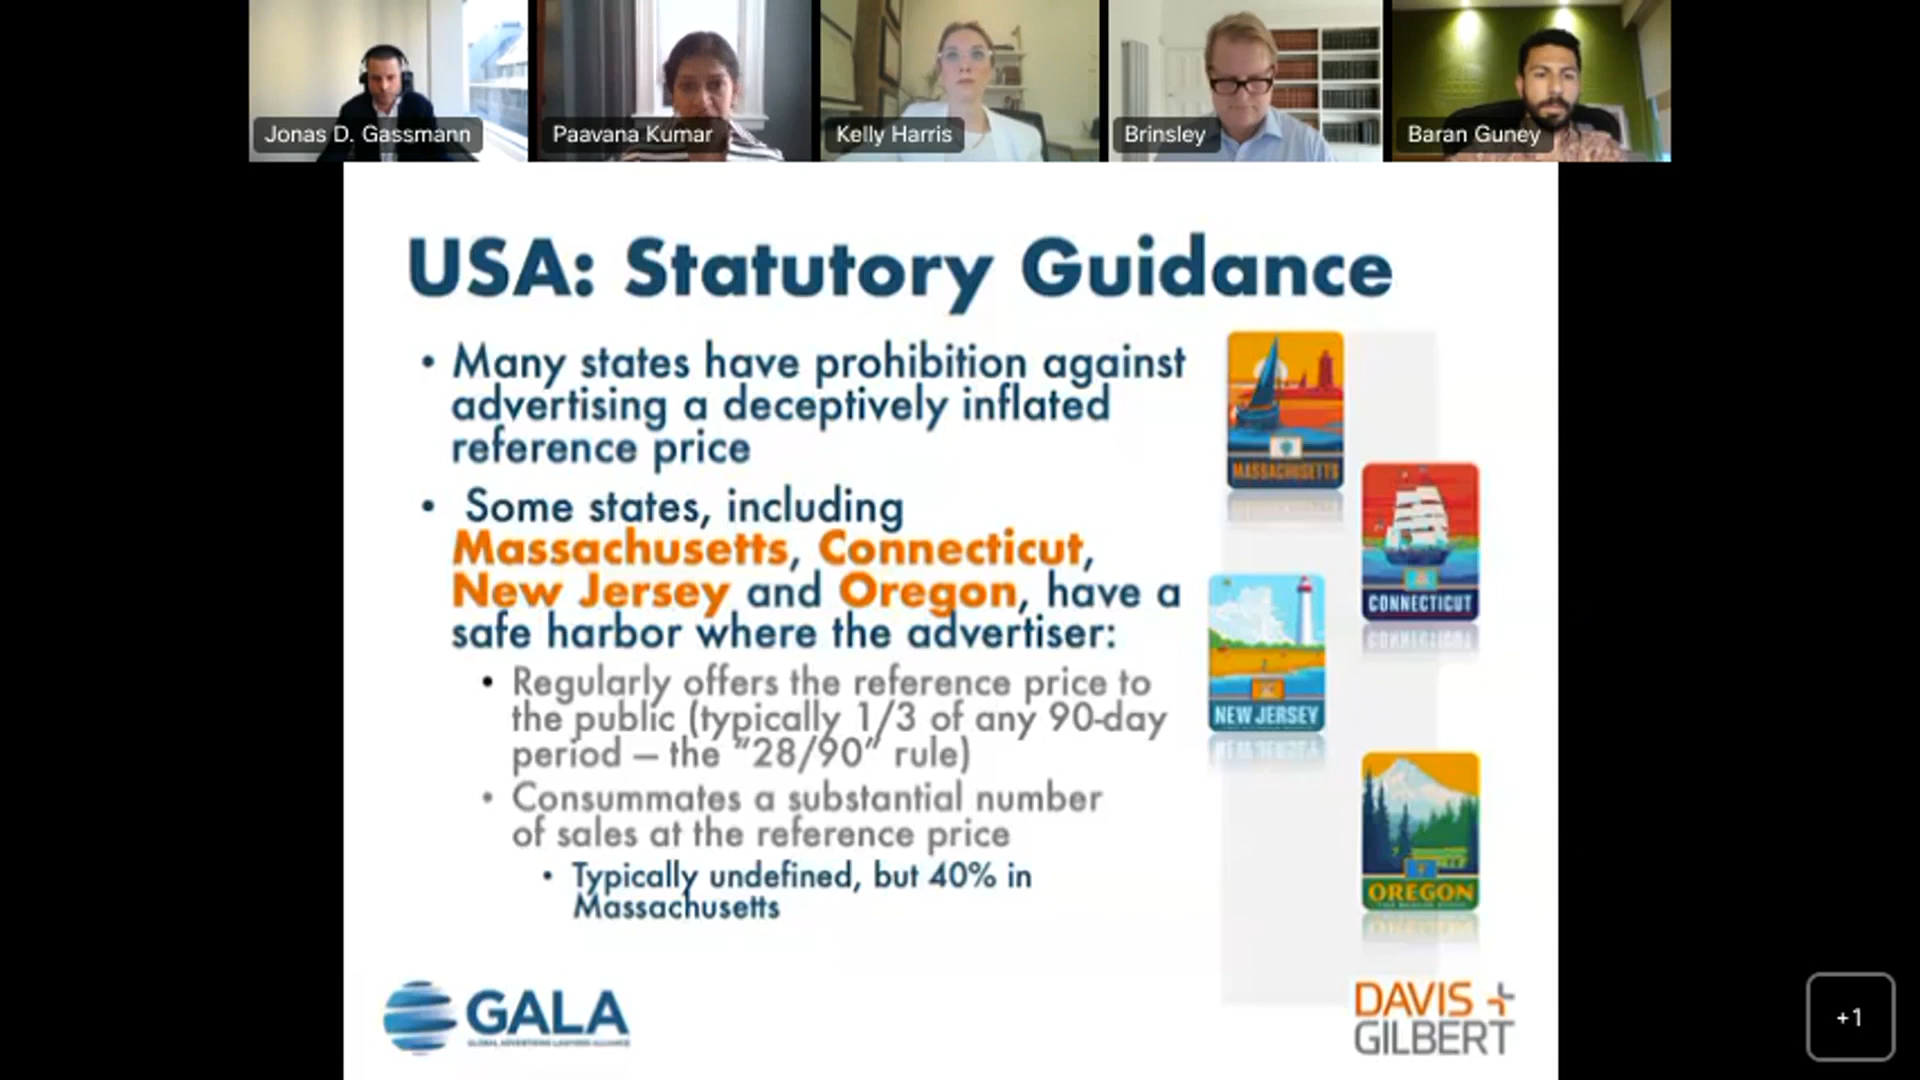 Jonas D. Gassmann
Paavana Kumar
Kelly Harris
Brinsley
Baran Guney
USA: Statutory Guidance
• Many states have prohibition against
advertising a deceptively inflated
reference price
• Some states, including
Massachusetts, Connecticut,
New Jersey and Oregon, have a
safe harbor where the advertiser:
• Regularly offers the reference price to
the public (typically 1/3 of any 90-day
period – the "28/90" rule)
• Consummates a substantial number
of sales at the reference price
• Typically undefined, but 40% in
Massachusetts
MASSACHUSETTS
CONNECTICUT
NEW JERSEY
OREGON
GALA
GLOBAL ADVERTISING LAWYERS ALLIANCE
DAVIS +
GILBERT
+1